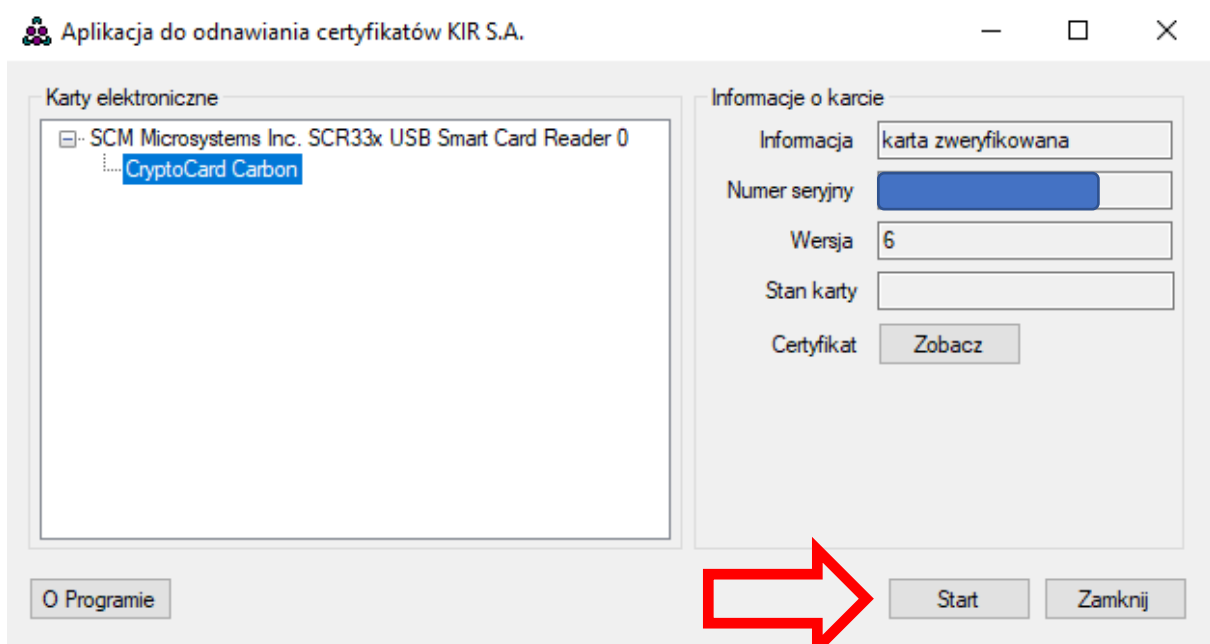 Aplikacja do odnawiania certyfikatów KIR S.A.
Karty elektroniczne
SCM Microsystems Inc. SCR33x USB Smart Card Reader 0
CryptoCard Carbon
Informacje o karcie
Informacja karta zweryfikowana
Numer seryjny
Wersja 6
Stan karty
Certyfikat Zobacz
O Programie
Start
Zamknij